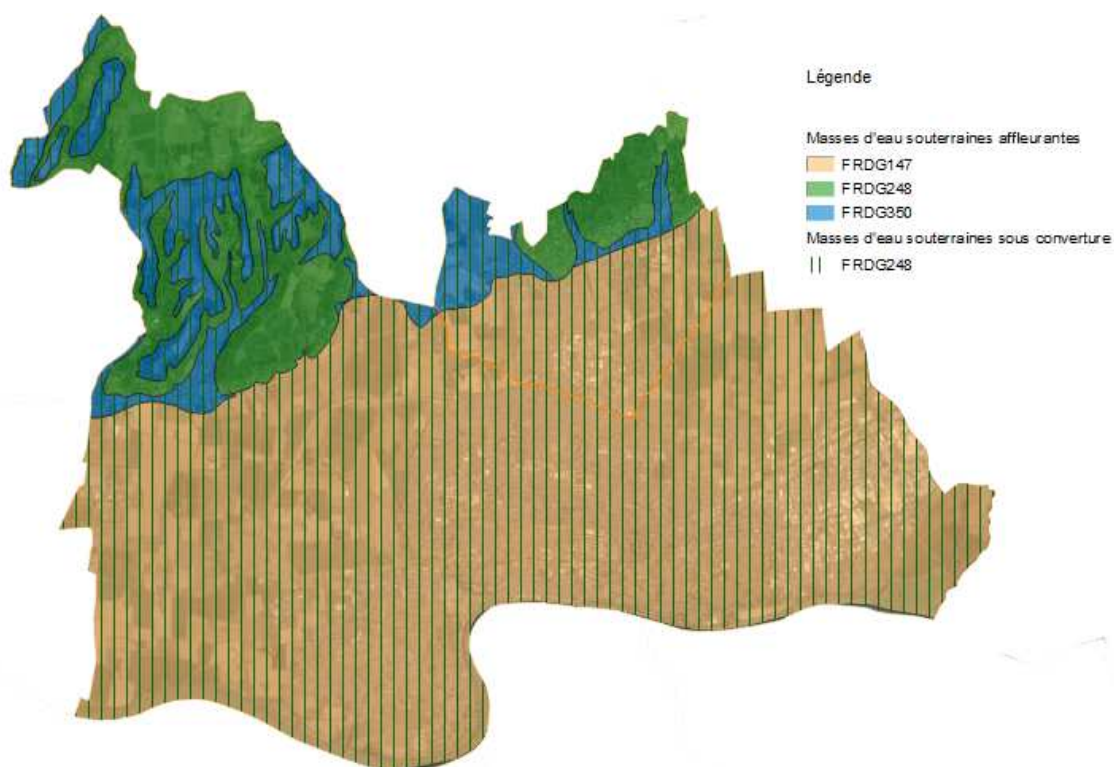 Légende
Masses d'eau souterraines affleurantes
FRDG147
FRDG248
FRDG350
Masses d'eau souterraines sous converture
FRDG248